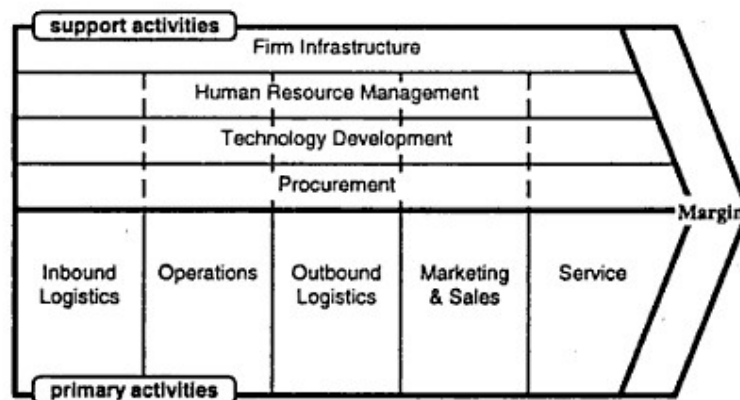 support activities
Firm Infrastructure
Human Resource Management
Technology Development
Procurement
Margin
Inbound
Logistics
Operations
Outbound
Logistics
Marketing
& Sales
Service
primary activities